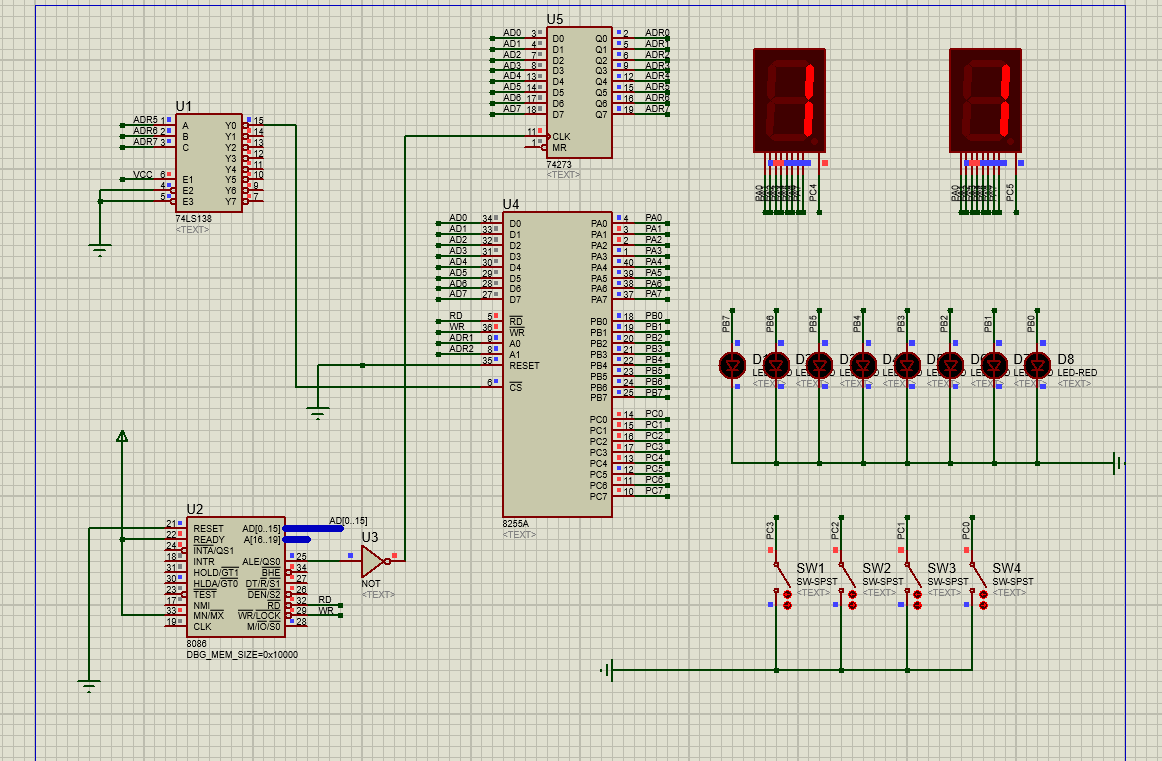 U1
ADR5 1 A Y0 15
ADR6 2 B Y1 14
ADR7 3 C Y2 13
Y3 12
Y4 11
VCC 6 E1 Y5 10
4 E2 Y6 9
5 E3 Y7 7
74LS138
<TEXT>
U5
AD0 3 D0 Q0 2 ADR0
AD1 4 D1 Q1 5 ADR1
AD2 7 D2 Q2 6 ADR2
AD3 8 D3 Q3 9 ADR3
AD4 13 D4 Q4 12 ADR4
AD5 14 D5 Q5 15 ADR5
AD6 17 D6 Q6 16 ADR6
AD7 18 D7 Q7 19 ADR7
11 CLK
1 MR
74273
<TEXT>
U4
AD0 34 D0 PA0 4 PA0
AD1 33 D1 PA1 3 PA1
AD2 32 D2 PA2 2 PA2
AD3 31 D3 PA3 1 PA3
AD4 30 D4 PA4 40 PA4
AD5 29 D5 PA5 39 PA5
AD6 28 D6 PA6 38 PA6
AD7 27 D7 PA7 37 PA7
RD 5 RD PB0 18 PB0
WR 36 WR PB1 19 PB1
ADR1 9 A0 PB2 20 PB2
ADR2 8 A1 PB3 21 PB3
35 RESET PB4 22 PB4
PB5 23 PB5
6 CS PB6 24 PB6
PB7 25 PB7
PC0 14 PC0
PC1 15 PC1
PC2 16 PC2
PC3 17 PC3
PC4 13 PC4
PC5 12 PC5
PC6 11 PC6
PC7 10 PC7
8255A
<TEXT>
U2
21 RESET AD[0..15] AD[0..15]
22 READY A[16..19]
24 INTA/QS1
18 INTR ALE/QS0 25
31 HOLD/GT1 BHE 34
30 HLDA/GT0 DT/R/S1 27
23 TEST DEN/S2 26
17 NMI RD 32 RD
33 MN/MX WR/LOCK 29 WR
19 CLK M/IO/S0 28
8086
DBG_MEM_SIZE=0x10000
U3
NOT
<TEXT>
PA0 PC4
PA0 PC5
PB7 PB6 PB5 PB4 PB3 PB2 PB1 PB0
D8
LED-RED
<TEXT>
PC3 PC2 PC1 PC0
SW1 SW2 SW3 SW4
SW-SPST SW-SPST SW-SPST SW-SPST
<TEXT> <TEXT> <TEXT> <TEXT>